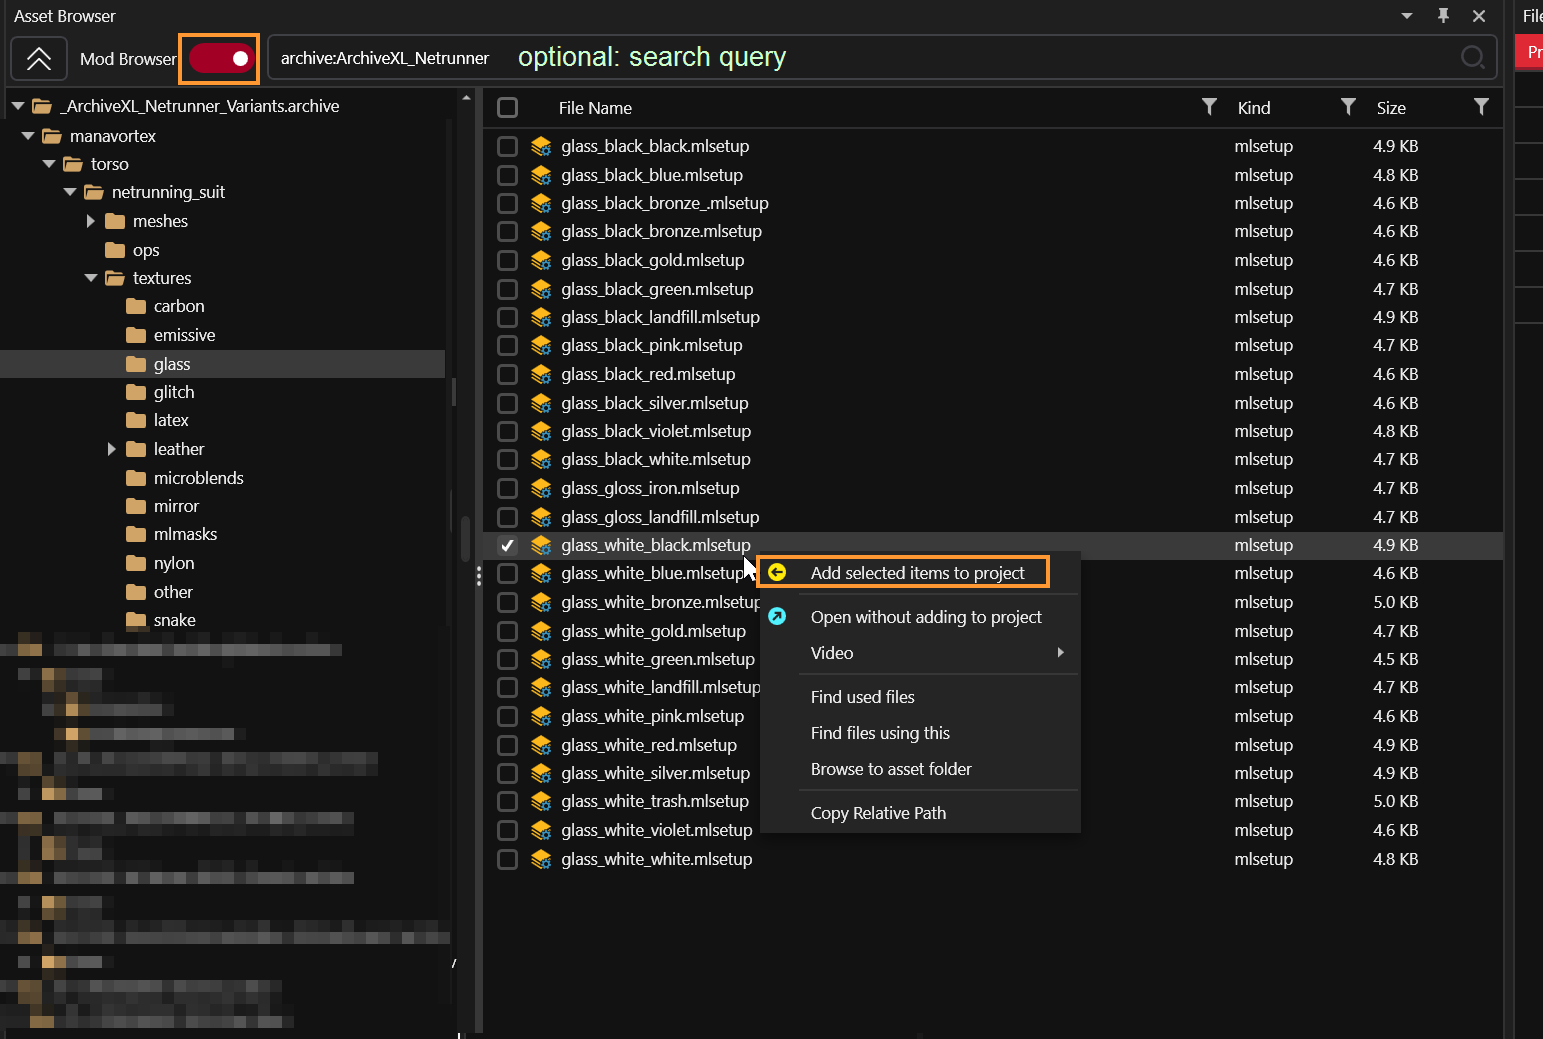 Asset Browser
File
Mod Browser archive:ArchiveXL_Netrunner optional: search query
Pr
_ArchiveXL_Netrunner_Variants.archive
manavortex
torso
netrunning_suit
meshes
ops
textures
carbon
emissive
glass
glitch
latex
leather
microblends
mirror
mlmasks
nylon
other
snake
File Name Kind Size
glass_black_black.mlsetup mlsetup 4.9 KB
glass_black_blue.mlsetup mlsetup 4.8 KB
glass_black_bronze_.mlsetup mlsetup 4.6 KB
glass_black_bronze.mlsetup mlsetup 4.6 KB
glass_black_gold.mlsetup mlsetup 4.6 KB
glass_black_green.mlsetup mlsetup 4.7 KB
glass_black_landfill.mlsetup mlsetup 4.9 KB
glass_black_pink.mlsetup mlsetup 4.7 KB
glass_black_red.mlsetup mlsetup 4.6 KB
glass_black_silver.mlsetup mlsetup 4.6 KB
glass_black_violet.mlsetup mlsetup 4.8 KB
glass_black_white.mlsetup mlsetup 4.7 KB
glass_gloss_iron.mlsetup mlsetup 4.7 KB
glass_gloss_landfill.mlsetup mlsetup 4.7 KB
glass_white_black.mlsetup mlsetup 4.9 KB
glass_white_blue.mlsetup mlsetup 4.6 KB
glass_white_bronze.mlsetup mlsetup 5.0 KB
glass_white_gold.mlsetup mlsetup 4.7 KB
glass_white_green.mlsetup mlsetup 4.5 KB
glass_white_landfill.mlsetup mlsetup 4.7 KB
glass_white_pink.mlsetup mlsetup 4.6 KB
glass_white_red.mlsetup mlsetup 4.9 KB
glass_white_silver.mlsetup mlsetup 4.9 KB
glass_white_trash.mlsetup mlsetup 5.0 KB
glass_white_violet.mlsetup mlsetup 4.6 KB
glass_white_white.mlsetup mlsetup 4.8 KB
Add selected items to project
Open without adding to project
Video
Find used files
Find files using this
Browse to asset folder
Copy Relative Path